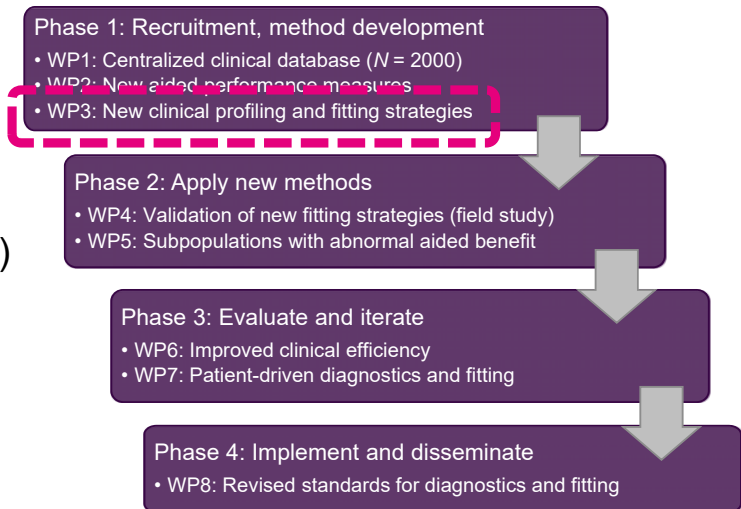 Phase 1: Recruitment, method development
• WP1: Centralized clinical database (N = 2000)
• WP2: New aided performance measures
• WP3: New clinical profiling and fitting strategies
Phase 2: Apply new methods
• WP4: Validation of new fitting strategies (field study)
• WP5: Subpopulations with abnormal aided benefit
)
Phase 3: Evaluate and iterate
• WP6: Improved clinical efficiency
• WP7: Patient-driven diagnostics and fitting
Phase 4: Implement and disseminate
• WP8: Revised standards for diagnostics and fitting